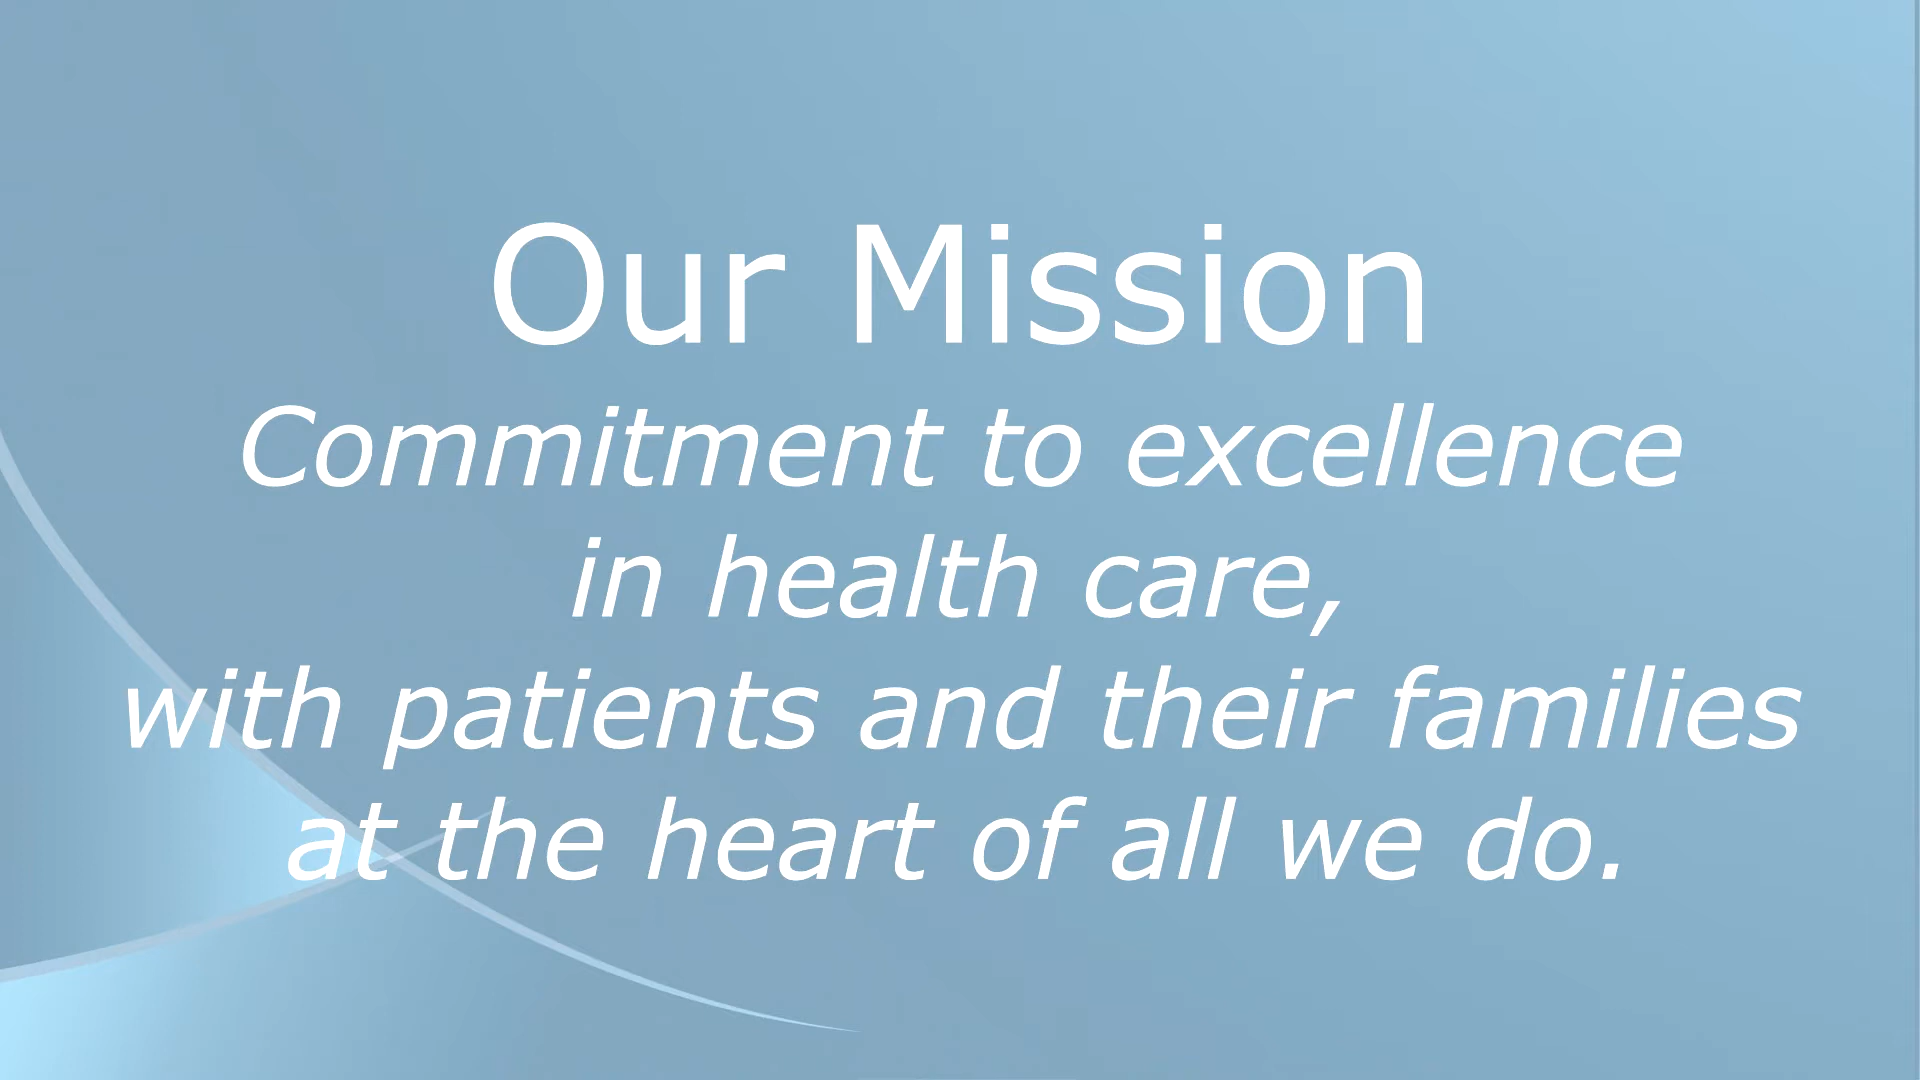 Our Mission
Commitment to excellence
in health care,
with patients and their families
at the heart of all we do.